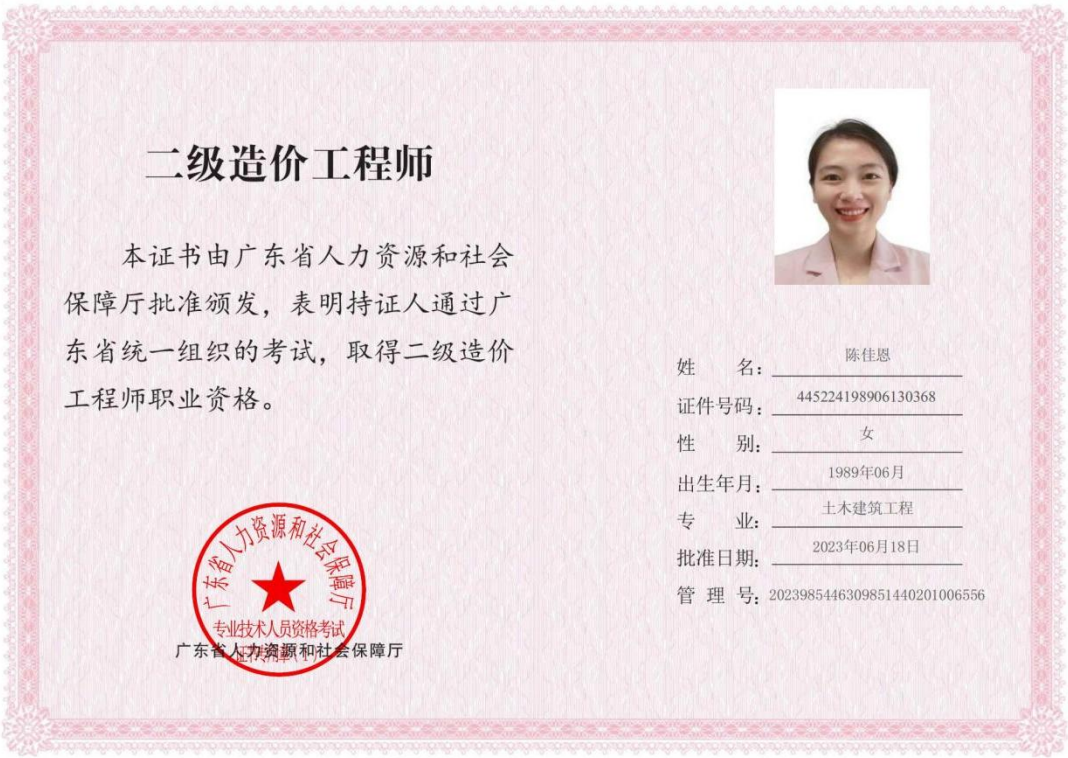 二级造价工程师
本证书由广东省人力资源和社会
保障厅批准颁发，表明持证人通过广
东省统一组织的考试，取得二级造价
工程师职业资格。
广东省人力资源和社会保障厅
专业技术人员资格考试
广东省人力资源和社会保障厅
姓 名：陈佳恩
证件号码：445224198906130368
性 别：女
出生年月：1989年06月
专 业：土木建筑工程
批准日期：2023年06月18日
管 理 号：2023985446309851440201006556